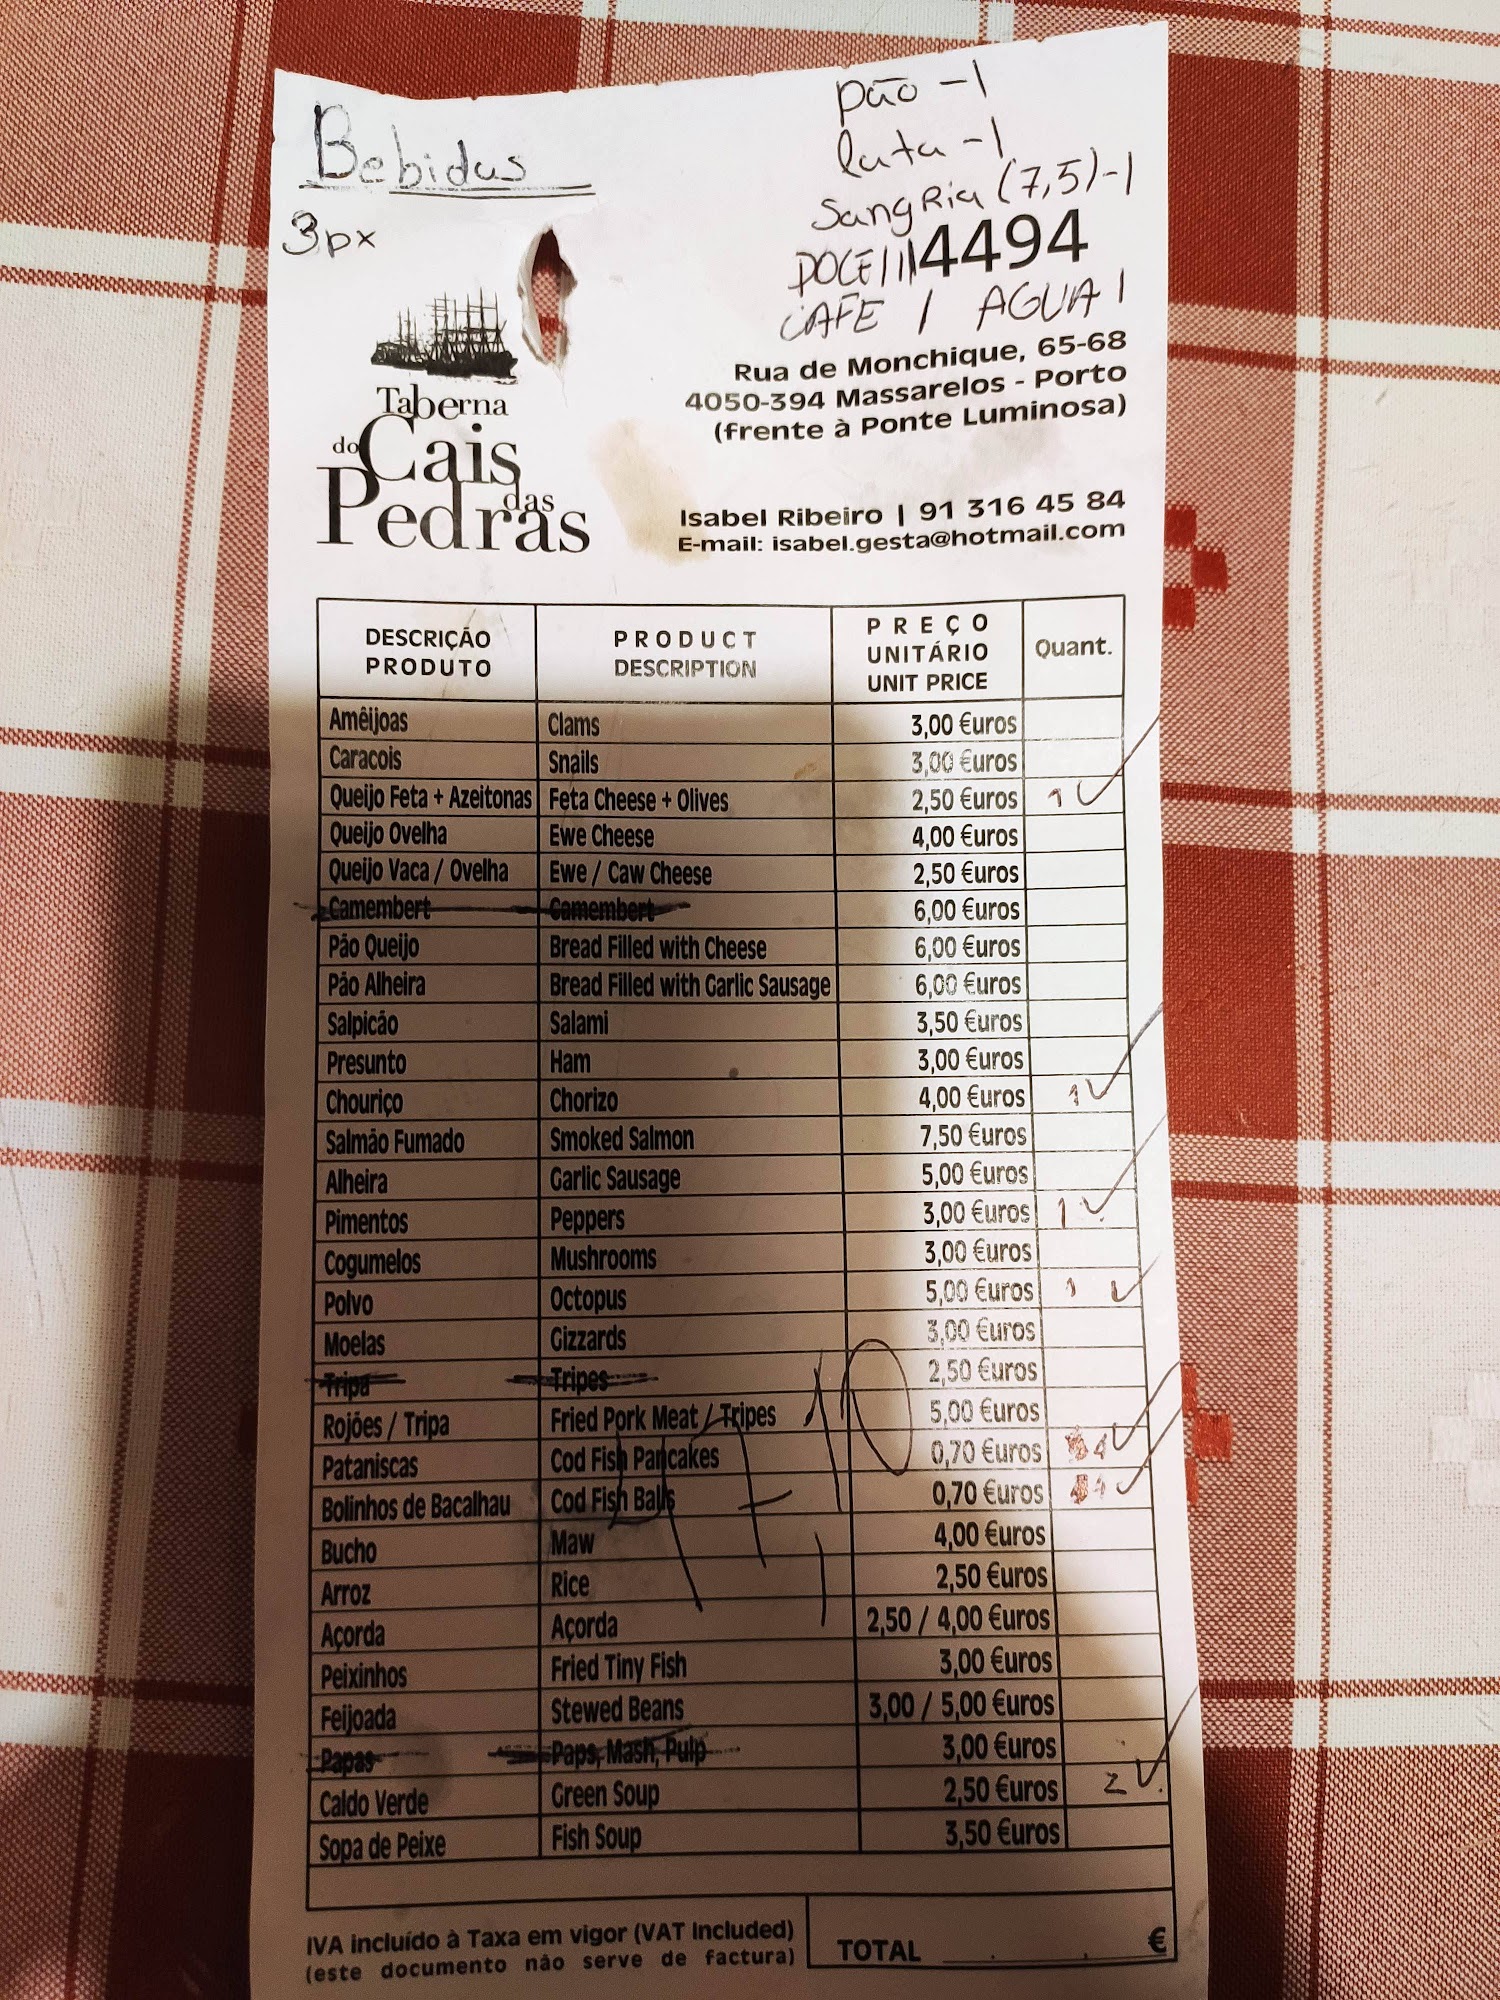 Bebidas
3px
pão -1
lata -1
SangRia (7,5)-1
4494
DOCE III
CAFE 1 AGUA 1
Rua de Monchique, 65-68
4050-394 Massarelos - Porto
(frente à Ponte Luminosa)
Taberna
do Cais
das
Pedras
Isabel Ribeiro | 91 316 45 84
E-mail: isabel.gesta@hotmail.com
DESCRIÇÃO PRODUTO PRODUCT DESCRIPTION PREÇO UNITÁRIO UNIT PRICE Quant.
Amêijoas Clams 3,00 €uros
Caracois Snails 3,00 €uros
Queijo Feta + Azeitonas Feta Cheese + Olives 2,50 €uros 1
Queijo Ovelha Ewe Cheese 4,00 €uros
Queijo Vaca / Ovelha Ewe / Caw Cheese 2,50 €uros
Camembert Camembert 6,00 €uros
Pão Queijo Bread Filled with Cheese 6,00 €uros
Pão Alheira Bread Filled with Garlic Sausage 6,00 €uros
Salpicão Salami 3,50 €uros
Presunto Ham 3,00 €uros
Chouriço Chorizo 4,00 €uros 1
Salmão Fumado Smoked Salmon 7,50 €uros
Alheira Garlic Sausage 5,00 €uros
Pimentos Peppers 3,00 €uros 1
Cogumelos Mushrooms 3,00 €uros
Polvo Octopus 5,00 €uros 1
Moelas Gizzards 3,00 €uros
Tripa Tripes 2,50 €uros
Rojões / Tripa Fried Pork Meat / Tripes 5,00 €uros
Pataniscas Cod Fish Pancakes 0,70 €uros 4
Bolinhos de Bacalhau Cod Fish Balls 0,70 €uros
Bucho Maw 4,00 €uros
Arroz Rice 2,50 €uros
Açorda Açorda 2,50 / 4,00 €uros
Peixinhos Fried Tiny Fish 3,00 €uros
Feijoada Stewed Beans 3,00 / 5,00 €uros
Papas Paps, Mash, Pulp 3,00 €uros
Caldo Verde Green Soup 2,50 €uros 2
Sopa de Peixe Fish Soup 3,50 €uros
IVA incluído à Taxa em vigor (VAT Included)
(este documento não serve de factura)
TOTAL €